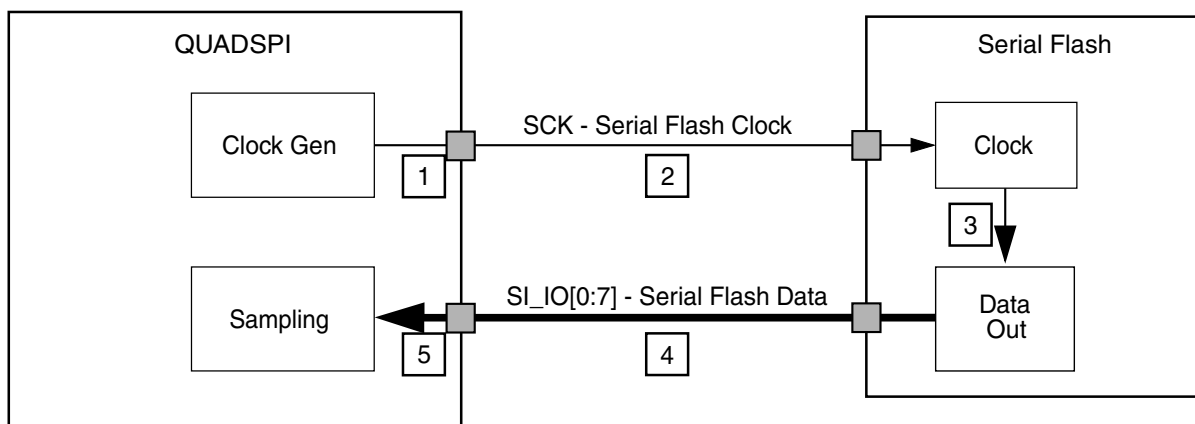 QUADSPI
Serial Flash
Clock Gen
SCK - Serial Flash Clock
Clock
1
2
3
Sampling
SI_IO[0:7] - Serial Flash Data
Data
Out
5
4